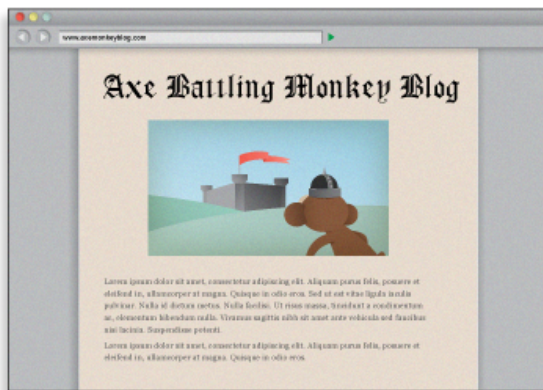 www.axemonkeyblog.com
Axe Battling Monkey Blog
Lorem ipsum dolor sit amet, consectetur adipiscing elit. Aliquam purus felis, posuere et
eleifend in, ullamcorper at magna. Quisque in odio eros. Sed ut est vitae ligula iaculis
pulvinar. Nulla id dictum metus. Nulla facilisi. Ut risus massa, tincidunt a condimentum
ac, elementum bibendum nulla. Vivamus sagittis nibh sit amet ante vehicula sed faucibus
nisi lacinia. Suspendisse potenti.
Lorem ipsum dolor sit amet, consectetur adipiscing elit. Aliquam purus felis, posuere et
eleifend in, ullamcorper at magna. Quisque in odio eros.